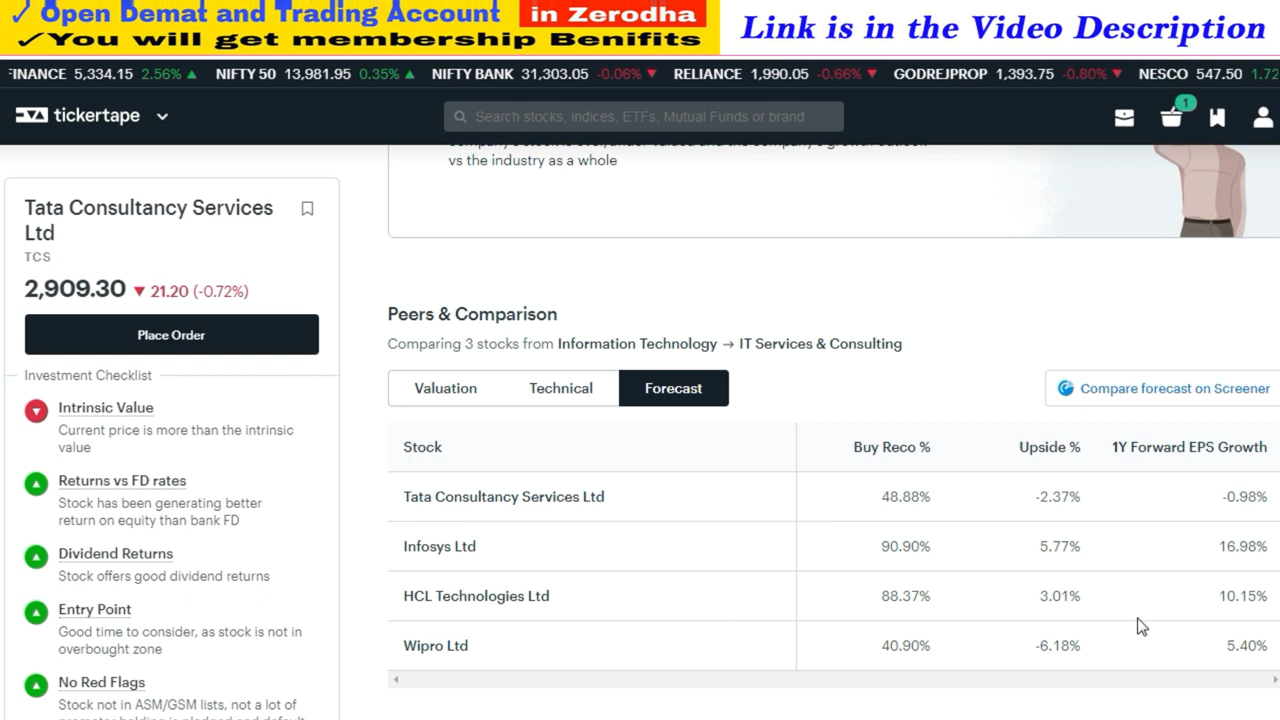 ✓ Open Demat and Trading Account in Zerodha
✓You will get membership Benifits
Link is in the Video Description
FINANCE 5,334.15 2.56% ▲ NIFTY 50 13,981.95 0.35% ▲ NIFTY BANK 31,303.05 -0.06% ▼ RELIANCE 1,990.05 -0.66% ▼ GODREJPROP 1,393.75 -0.80% ▼ NESCO 547.50 1.72
tickertape
Search stocks, indices, ETFs, Mutual Funds or brand
1
vs the industry as a whole
Tata Consultancy Services
Ltd
TCS
2,909.30 ▼ 21.20 (-0.72%)
Place Order
Investment Checklist
Intrinsic Value
Current price is more than the intrinsic
value
Returns vs FD rates
Stock has been generating better
return on equity than bank FD
Dividend Returns
Stock offers good dividend returns
Entry Point
Good time to consider, as stock is not in
overbought zone
No Red Flags
Stock not in ASM/GSM lists, not a lot of
Peers & Comparison
Comparing 3 stocks from Information Technology → IT Services & Consulting
Valuation Technical Forecast
Compare forecast on Screener
Stock Buy Reco % Upside % 1Y Forward EPS Growth
Tata Consultancy Services Ltd 48.88% -2.37% -0.98%
Infosys Ltd 90.90% 5.77% 16.98%
HCL Technologies Ltd 88.37% 3.01% 10.15%
Wipro Ltd 40.90% -6.18% 5.40%